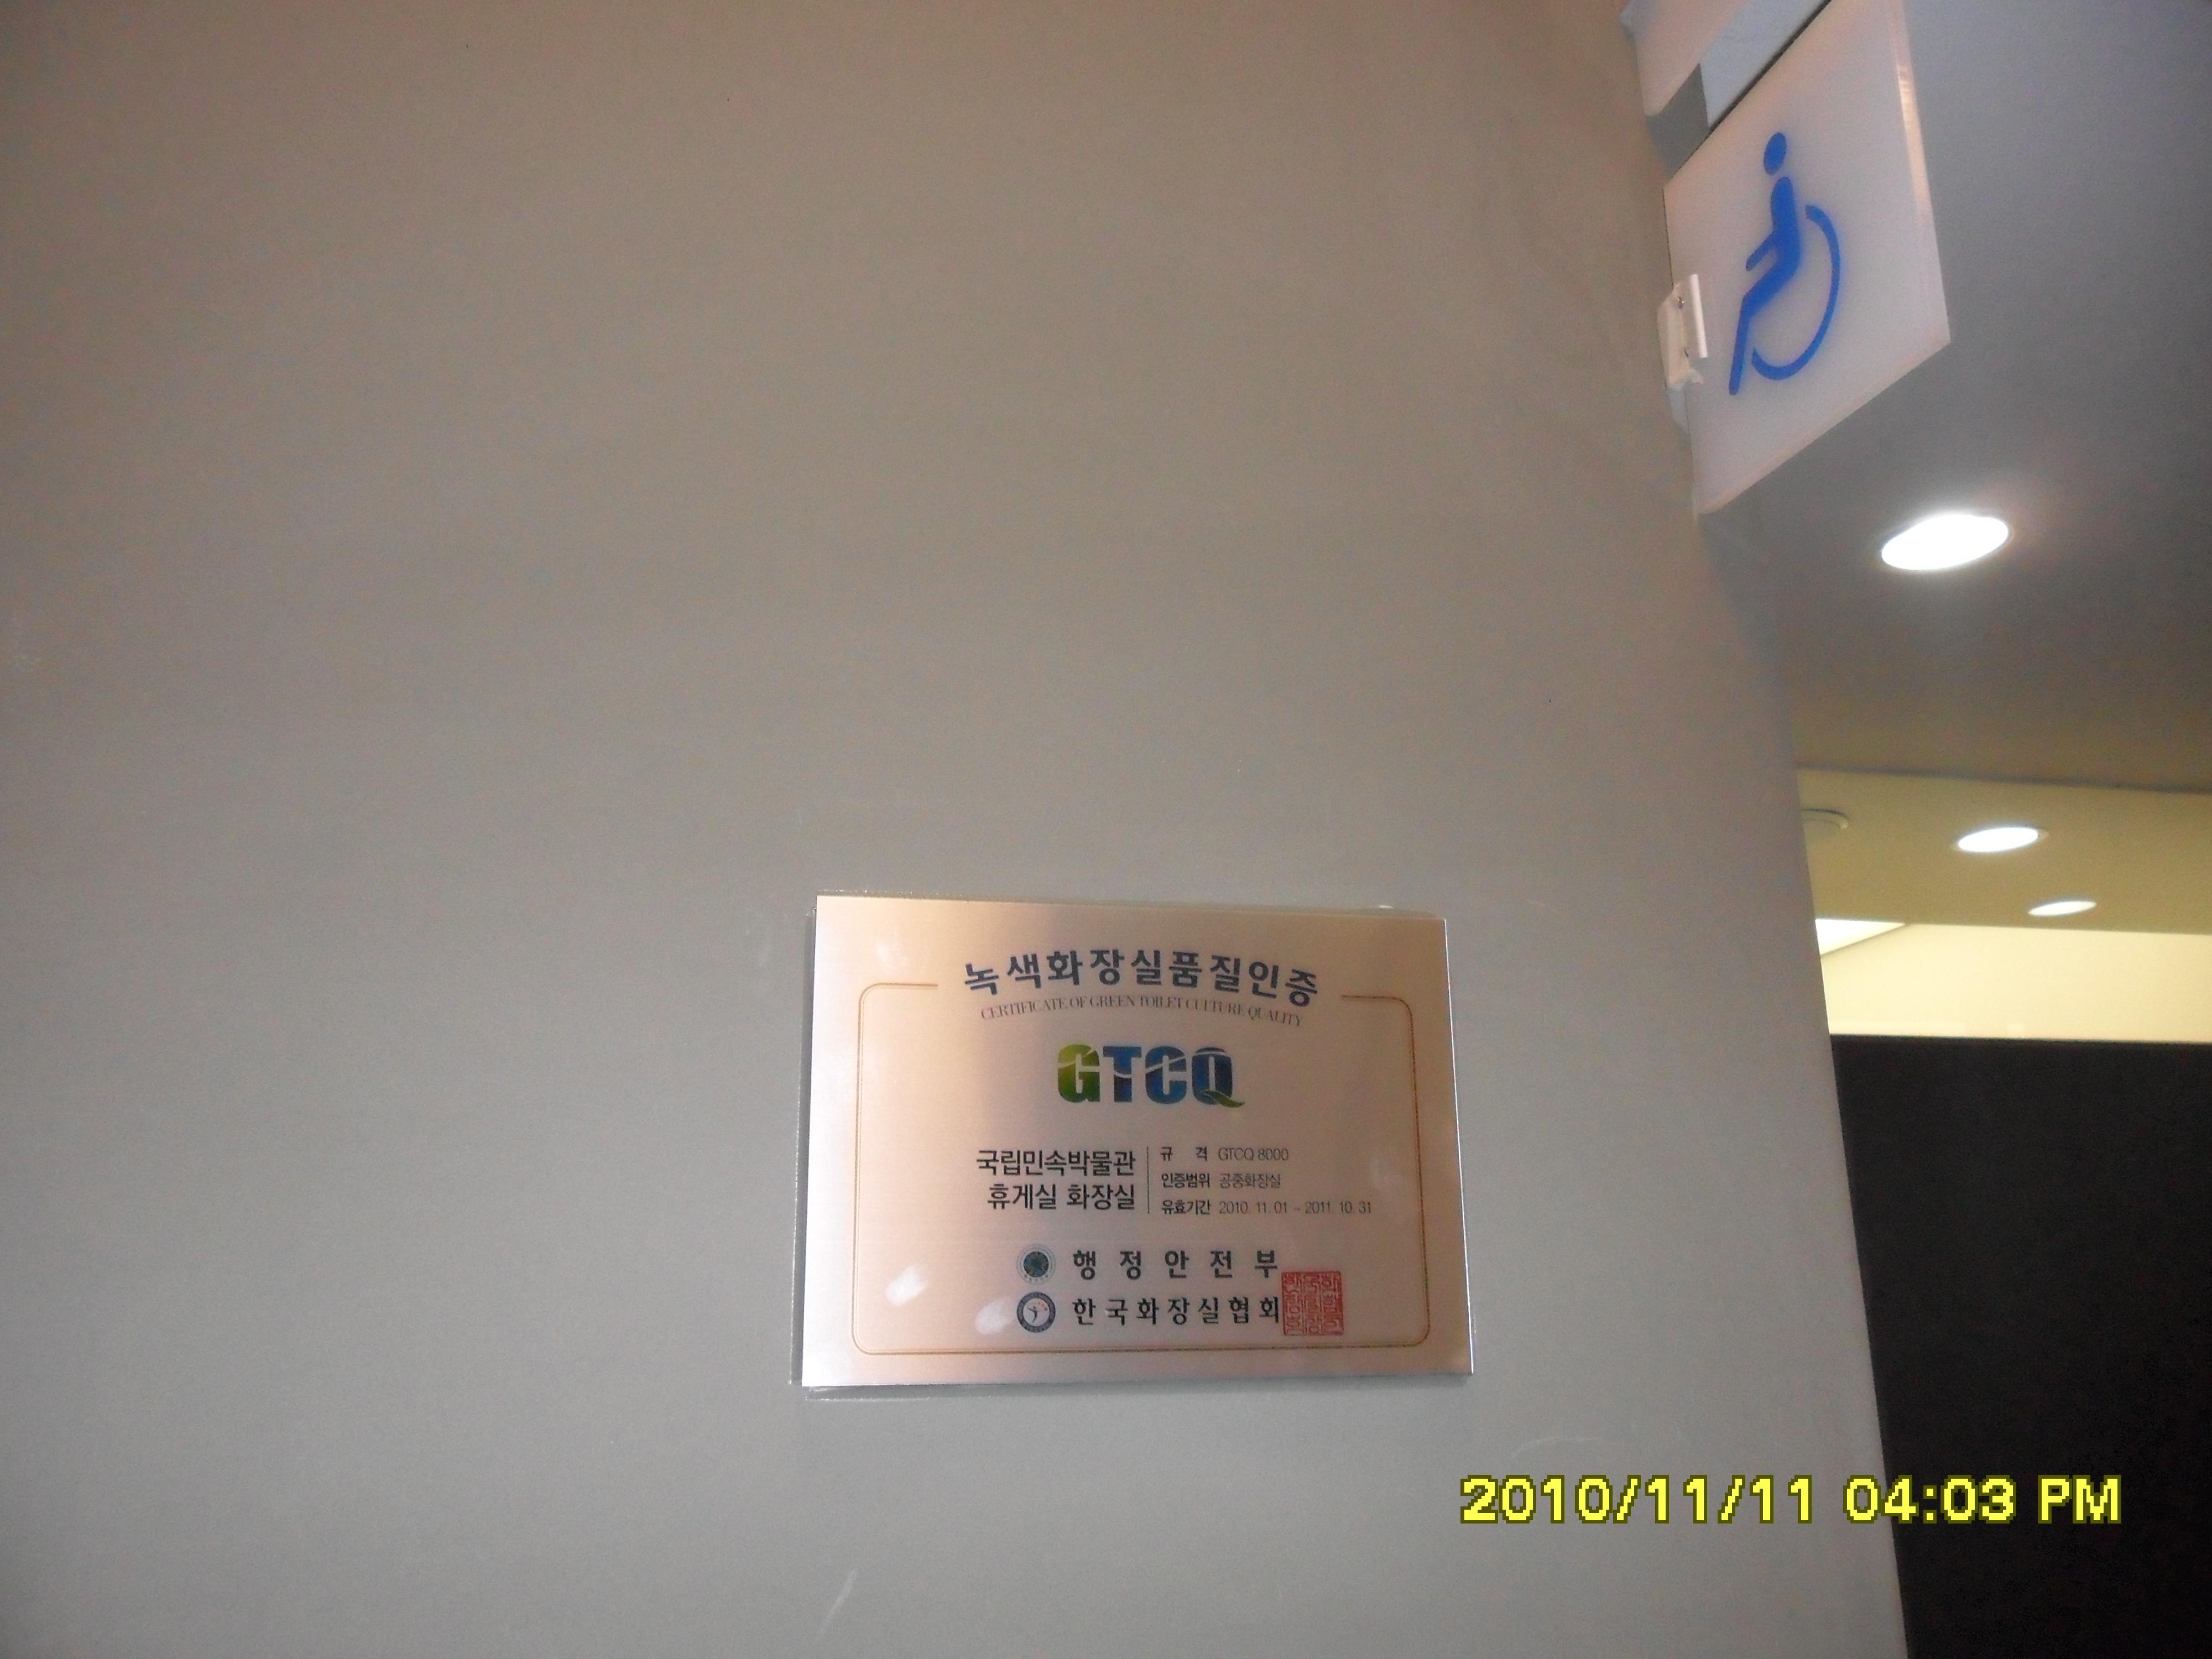 녹색화장실품질인증
CERTIFICATE OF GREEN TOILET CULTURE QUALITY
GTCQ
국립민속박물관
휴게실 화장실
규 격 GTCQ 8000
인증범위 공중화장실
유효기간 2010. 11. 01 ~ 2011. 10. 31
행 정 안 전 부
한국화장실협회
2010/11/11 04:03 PM